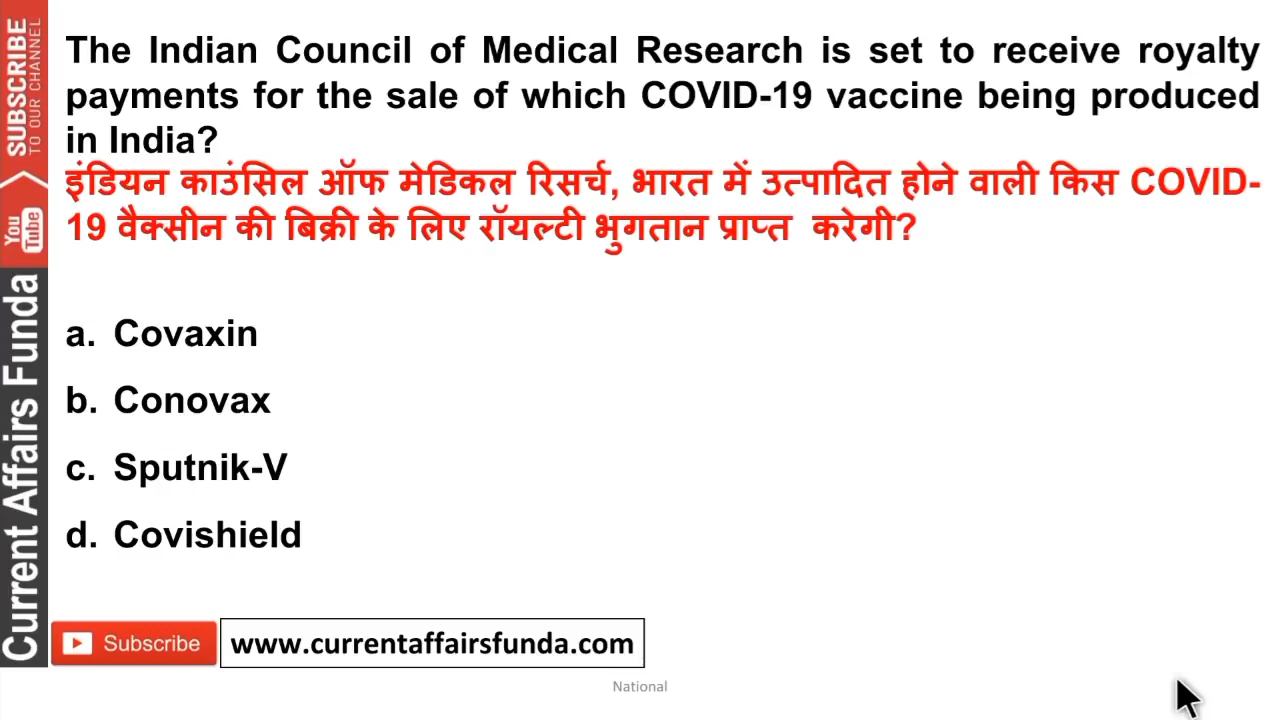 The Indian Council of Medical Research is set to receive royalty
payments for the sale of which COVID-19 vaccine being produced
in India?
इंडियन काउंसिल ऑफ मेडिकल रिसर्च, भारत में उत्पादित होने वाली किस COVID-
19 वैक्सीन की बिक्री के लिए रॉयल्टी भुगतान प्राप्त करेगी?
a. Covaxin
b. Conovax
c. Sputnik-V
d. Covishield
SUBSCRIBE
TO OUR CHANNEL
You
Tube
Current Affairs Funda
Subscribe
www.currentaffairsfunda.com
National